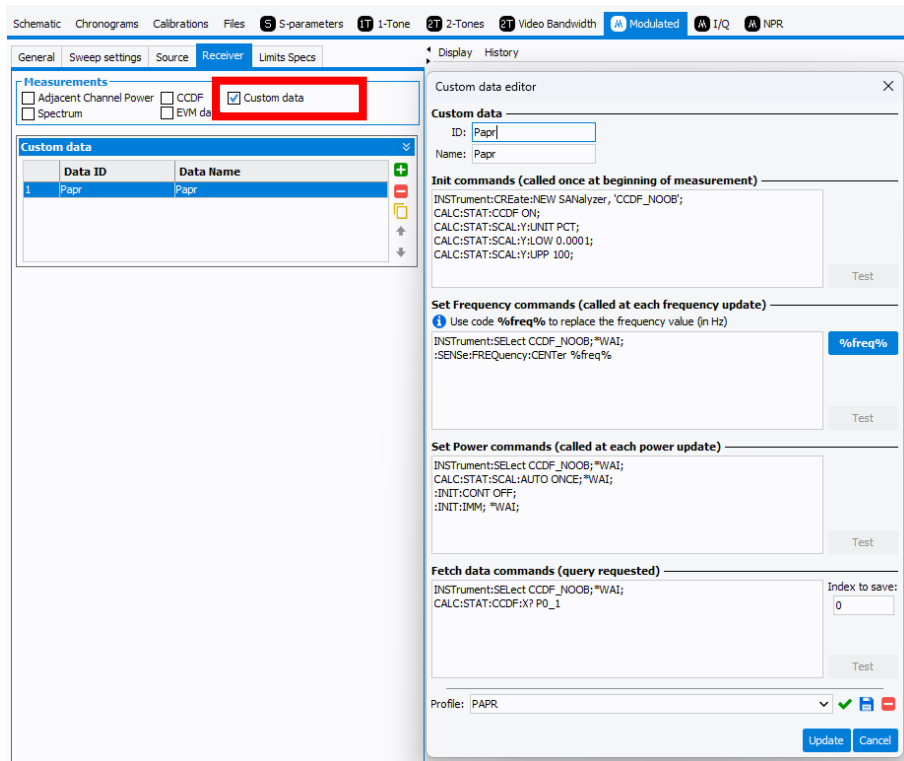 Schematic Chronograms Calibrations Files S S-parameters 1T 1-Tone 2T 2-Tones 2T Video Bandwidth Modulated I/Q NPR
General Sweep settings Source Receiver Limits Specs
Measurements
Adjacent Channel Power CCDF Custom data
Spectrum EVM da
Custom data
Data ID Data Name
1 Papr Papr
Display History
Custom data editor
Custom data
ID: Papr
Name: Papr
Init commands (called once at beginning of measurement)
INSTrument:CREate:NEW SANalyzer, 'CCDF_NOOB';
CALC:STAT:CCDF ON;
CALC:STAT:SCAL:Y:UNIT PCT;
CALC:STAT:SCAL:Y:LOW 0.0001;
CALC:STAT:SCAL:Y:UPP 100;
Test
Set Frequency commands (called at each frequency update)
Use code %freq% to replace the frequency value (in Hz)
INSTrument:SELect CCDF_NOOB;*WAI;
:SENSe:FREQuency:CENTer %freq%
%freq%
Test
Set Power commands (called at each power update)
INSTrument:SELect CCDF_NOOB;*WAI;
CALC:STAT:SCAL:AUTO ONCE;*WAI;
:INIT:CONT OFF;
:INIT:IMM; *WAI;
Test
Fetch data commands (query requested)
INSTrument:SELect CCDF_NOOB;*WAI;
CALC:STAT:CCDF:X? P0_1
Index to save:
0
Test
Profile: PAPR
Update Cancel